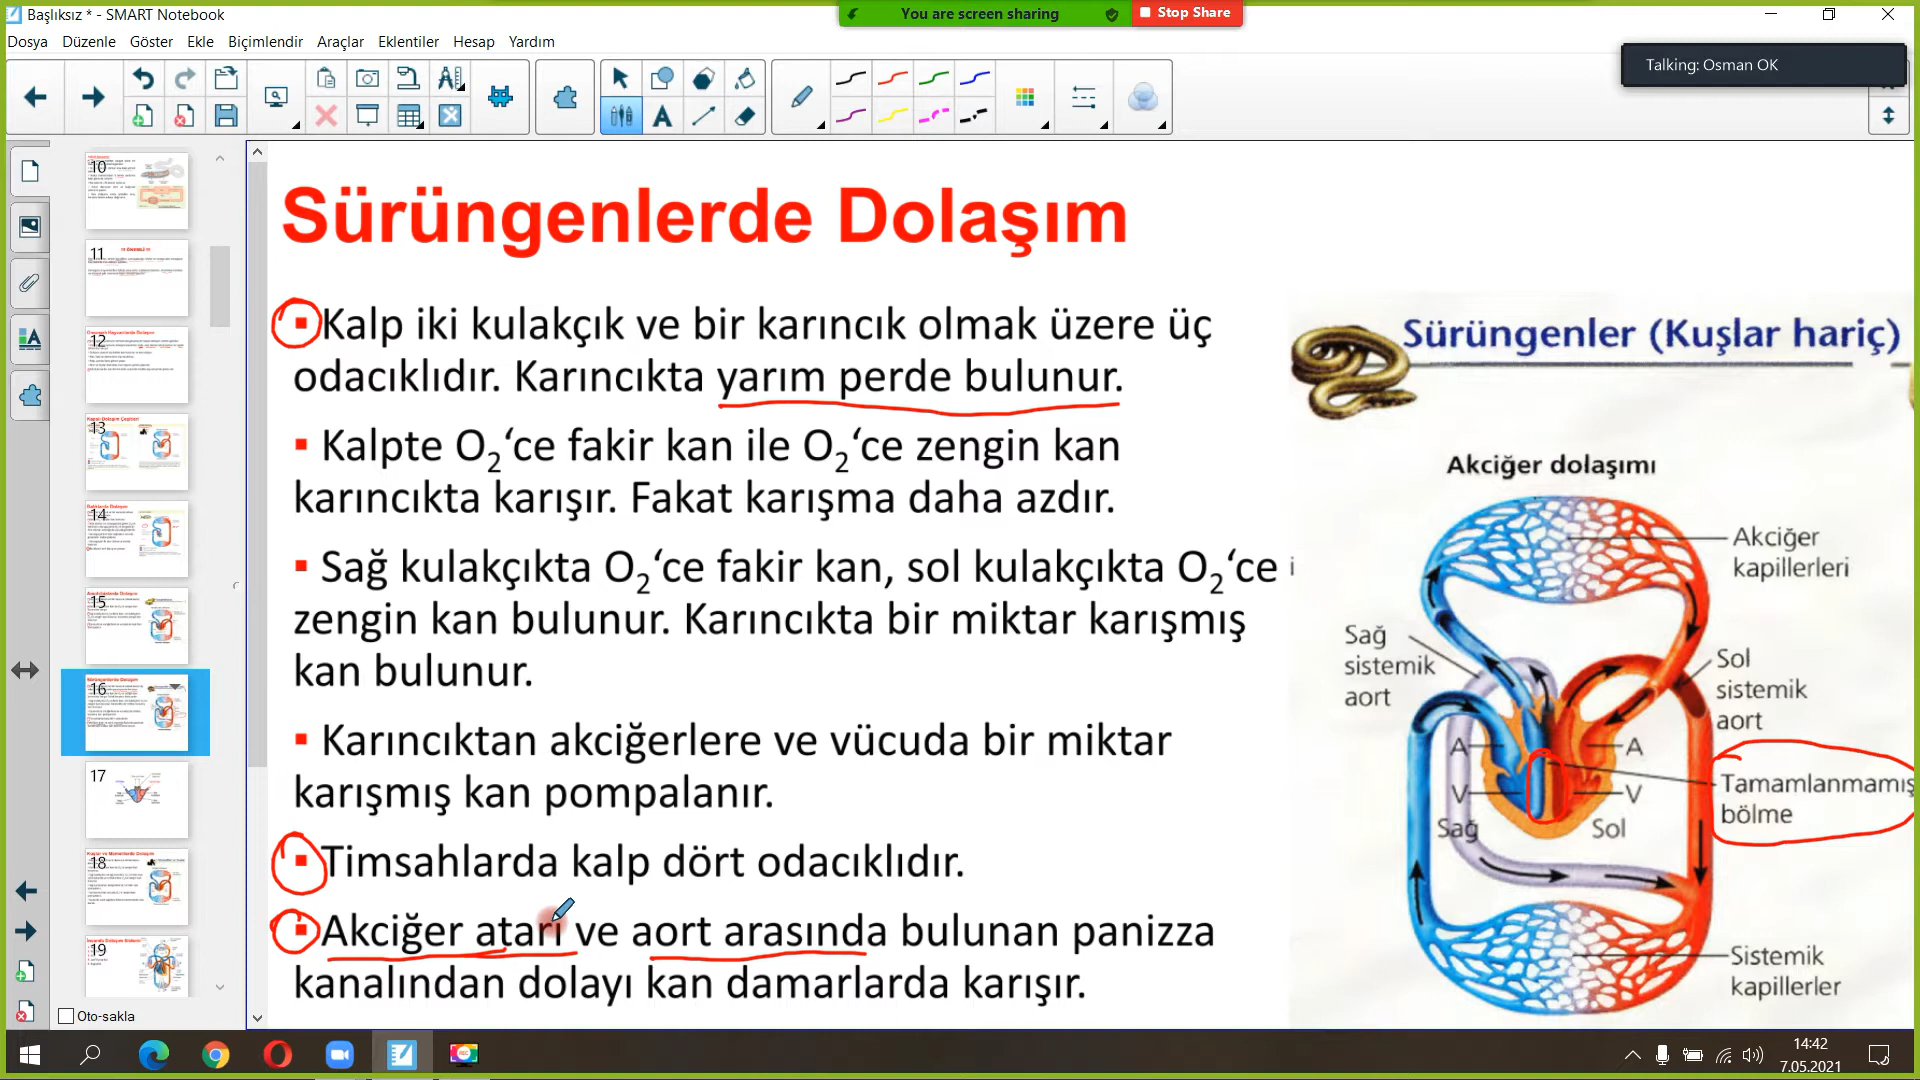 Başlıksız * - SMART Notebook
You are screen sharing
Stop Share
Dosya Düzenle Göster Ekle Biçimlendir Araçlar Eklentiler Hesap Yardım
Talking: Osman OK
10
11
12
13
14
15
16
17
18
19
Oto-sakla
Sürüngenlerde Dolaşım
▪ Kalp iki kulakçık ve bir karıncık olmak üzere üç
odacıklıdır. Karıncıkta yarım perde bulunur.
▪ Kalpte O2‘ce fakir kan ile O2‘ce zengin kan
karıncıkta karışır. Fakat karışma daha azdır.
▪ Sağ kulakçıkta O2‘ce fakir kan, sol kulakçıkta O2‘ce
zengin kan bulunur. Karıncıkta bir miktar karışmış
kan bulunur.
▪ Karıncıktan akciğerlere ve vücuda bir miktar
karışmış kan pompalanır.
▪ Timsahlarda kalp dört odacıklıdır.
▪ Akciğer atarı ve aort arasında bulunan panizza
kanalından dolayı kan damarlarda karışır.
Sürüngenler (Kuşlar hariç)
Akciğer dolaşımı
Akciğer
kapillerleri
Sağ
sistemik
aort
Sol
sistemik
aort
A
A
V
V
Sağ
Sol
Tamamlanmamış
bölme
Sistemik
kapillerler
14:42
7.05.2021